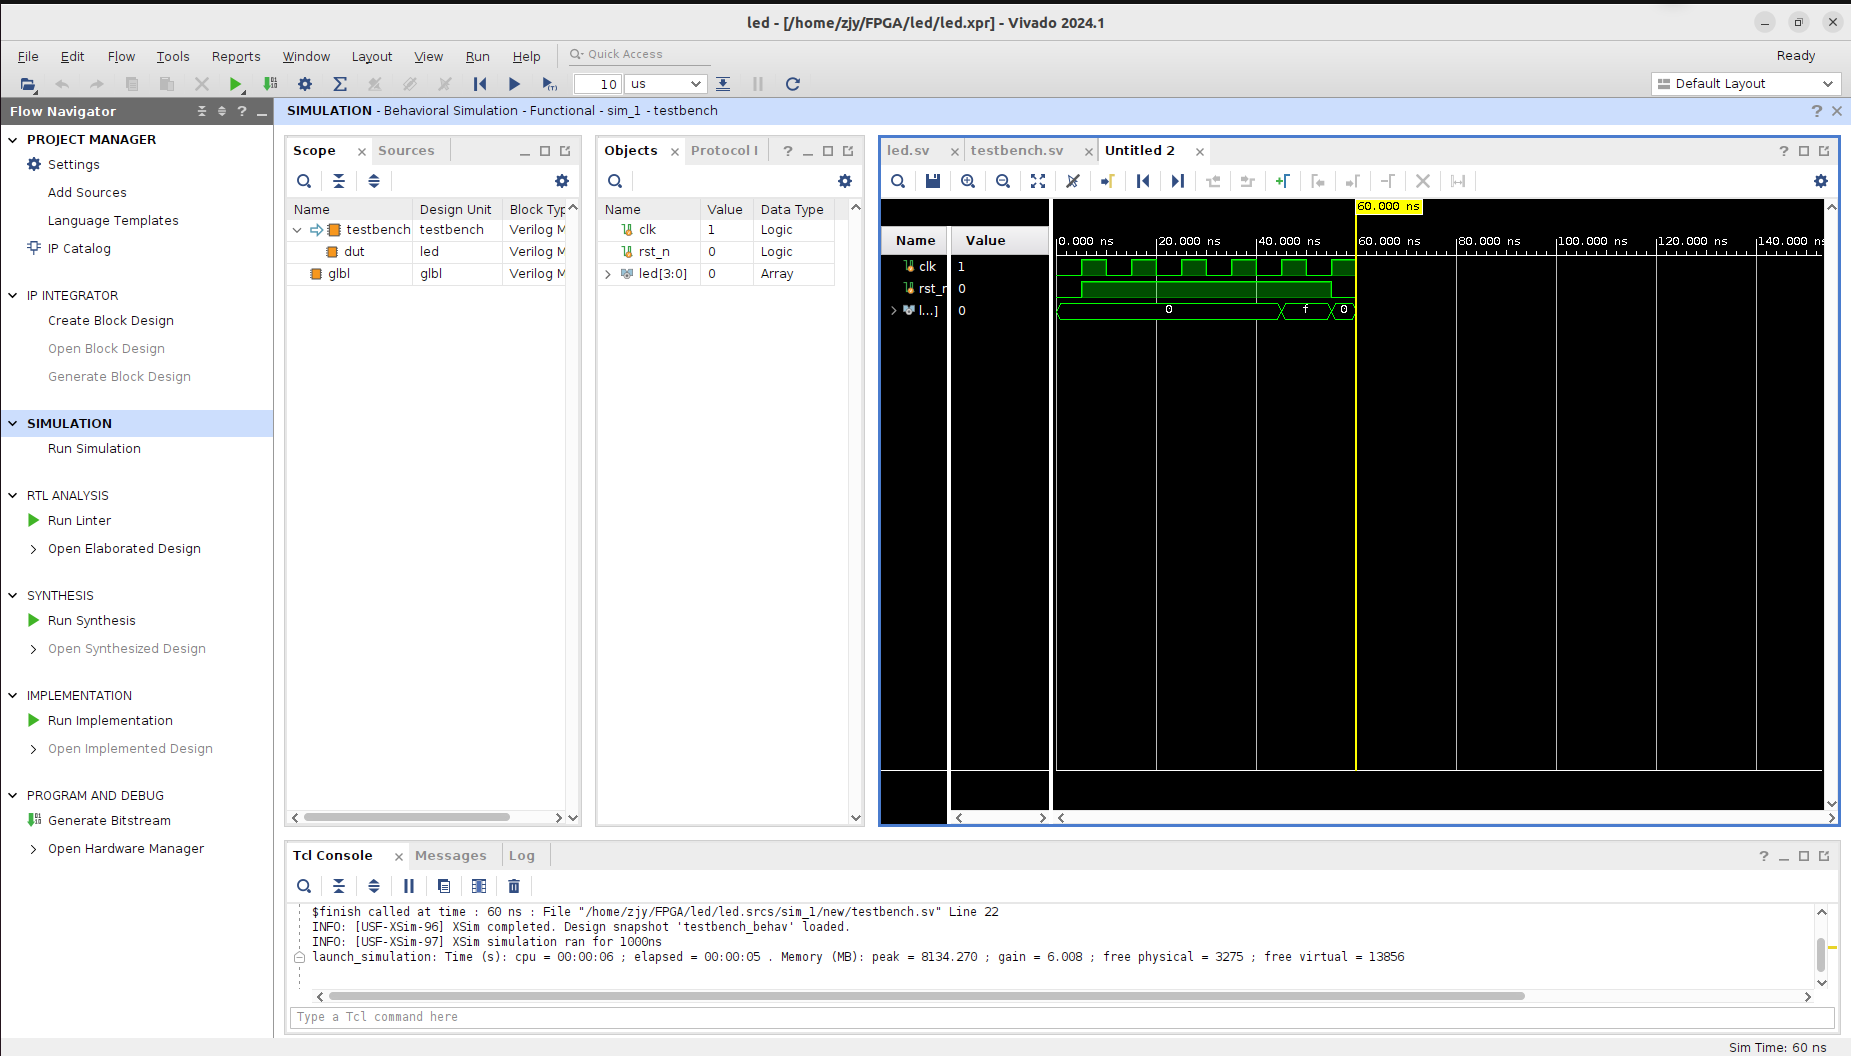 led - [/home/zjy/FPGA/led/led.xpr] - Vivado 2024.1
File Edit Flow Tools Reports Window Layout View Run Help Quick Access
Ready
10 us
Default Layout
Flow Navigator
SIMULATION - Behavioral Simulation - Functional - sim_1 - testbench
PROJECT MANAGER
Settings
Add Sources
Language Templates
IP Catalog
IP INTEGRATOR
Create Block Design
Open Block Design
Generate Block Design
SIMULATION
Run Simulation
RTL ANALYSIS
Run Linter
Open Elaborated Design
SYNTHESIS
Run Synthesis
Open Synthesized Design
IMPLEMENTATION
Run Implementation
Open Implemented Design
PROGRAM AND DEBUG
Generate Bitstream
Open Hardware Manager
Scope Sources
Name Design Unit Block Typ
testbench testbench Verilog M
dut led Verilog M
glbl glbl Verilog M
Objects Protocol I
Name Value Data Type
clk 1 Logic
rst_n 0 Logic
led[3:0] 0 Array
led.sv testbench.sv Untitled 2
60.000 ns
Name Value
0.000 ns 20.000 ns 40.000 ns 60.000 ns 80.000 ns 100.000 ns 120.000 ns 140.000 ns
clk 1
rst_n 0
l...] 0 0 f 0
Tcl Console Messages Log
$finish called at time : 60 ns : File "/home/zjy/FPGA/led/led.srcs/sim_1/new/testbench.sv" Line 22
INFO: [USF-XSim-96] XSim completed. Design snapshot 'testbench_behav' loaded.
INFO: [USF-XSim-97] XSim simulation ran for 1000ns
launch_simulation: Time (s): cpu = 00:00:06 ; elapsed = 00:00:05 . Memory (MB): peak = 8134.270 ; gain = 6.008 ; free physical = 3275 ; free virtual = 13856
Type a Tcl command here
Sim Time: 60 ns